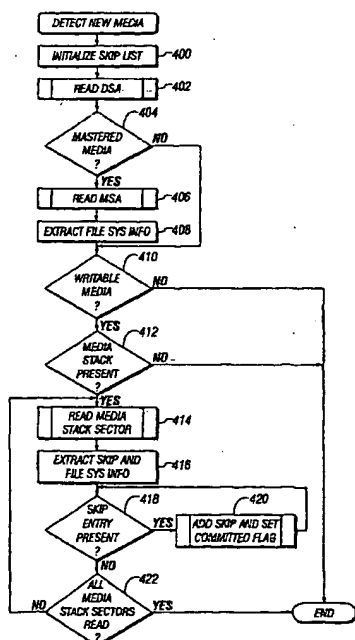 DETECT NEW MEDIA
INITIALIZE SKIP LIST
400
READ DSA
402
404
MASTERED
MEDIA
?
NO
YES
READ MSA
406
EXTRACT FILE SYS INFO
408
410
WRITABLE
MEDIA
?
NO
YES
412
MEDIA
STACK
PRESENT
?
NO
YES
READ MEDIA
STACK SECTOR
414
EXTRACT SKIP AND
FILE SYS INFO
416
418
SKIP
ENTRY
PRESENT
?
YES
420
ADD SKIP AND SET
COMMITTED FLAG
NO
422
ALL
MEDIA
STACK SECTORS
READ
?
NO
YES
END